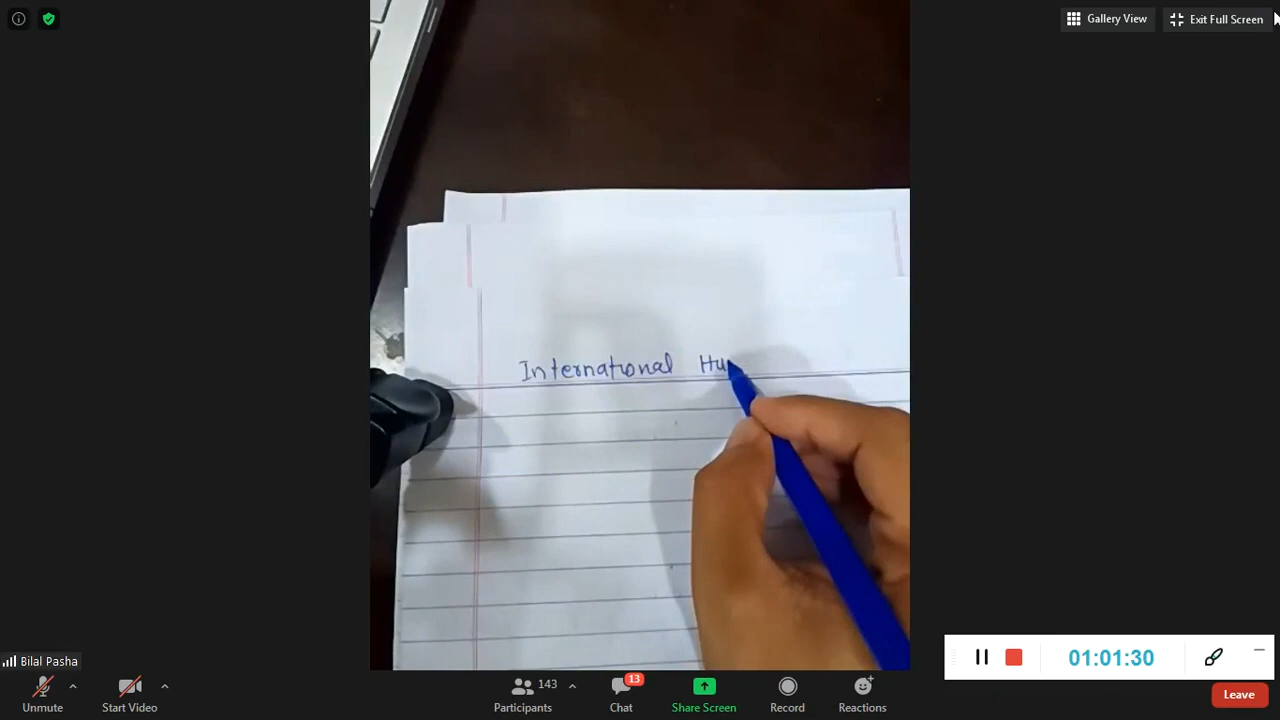 Gallery View
Exit Full Screen
International Hu
Bilal Pasha
01:01:30
143
13
Unmute
Start Video
Participants
Chat
Share Screen
Record
Reactions
Leave